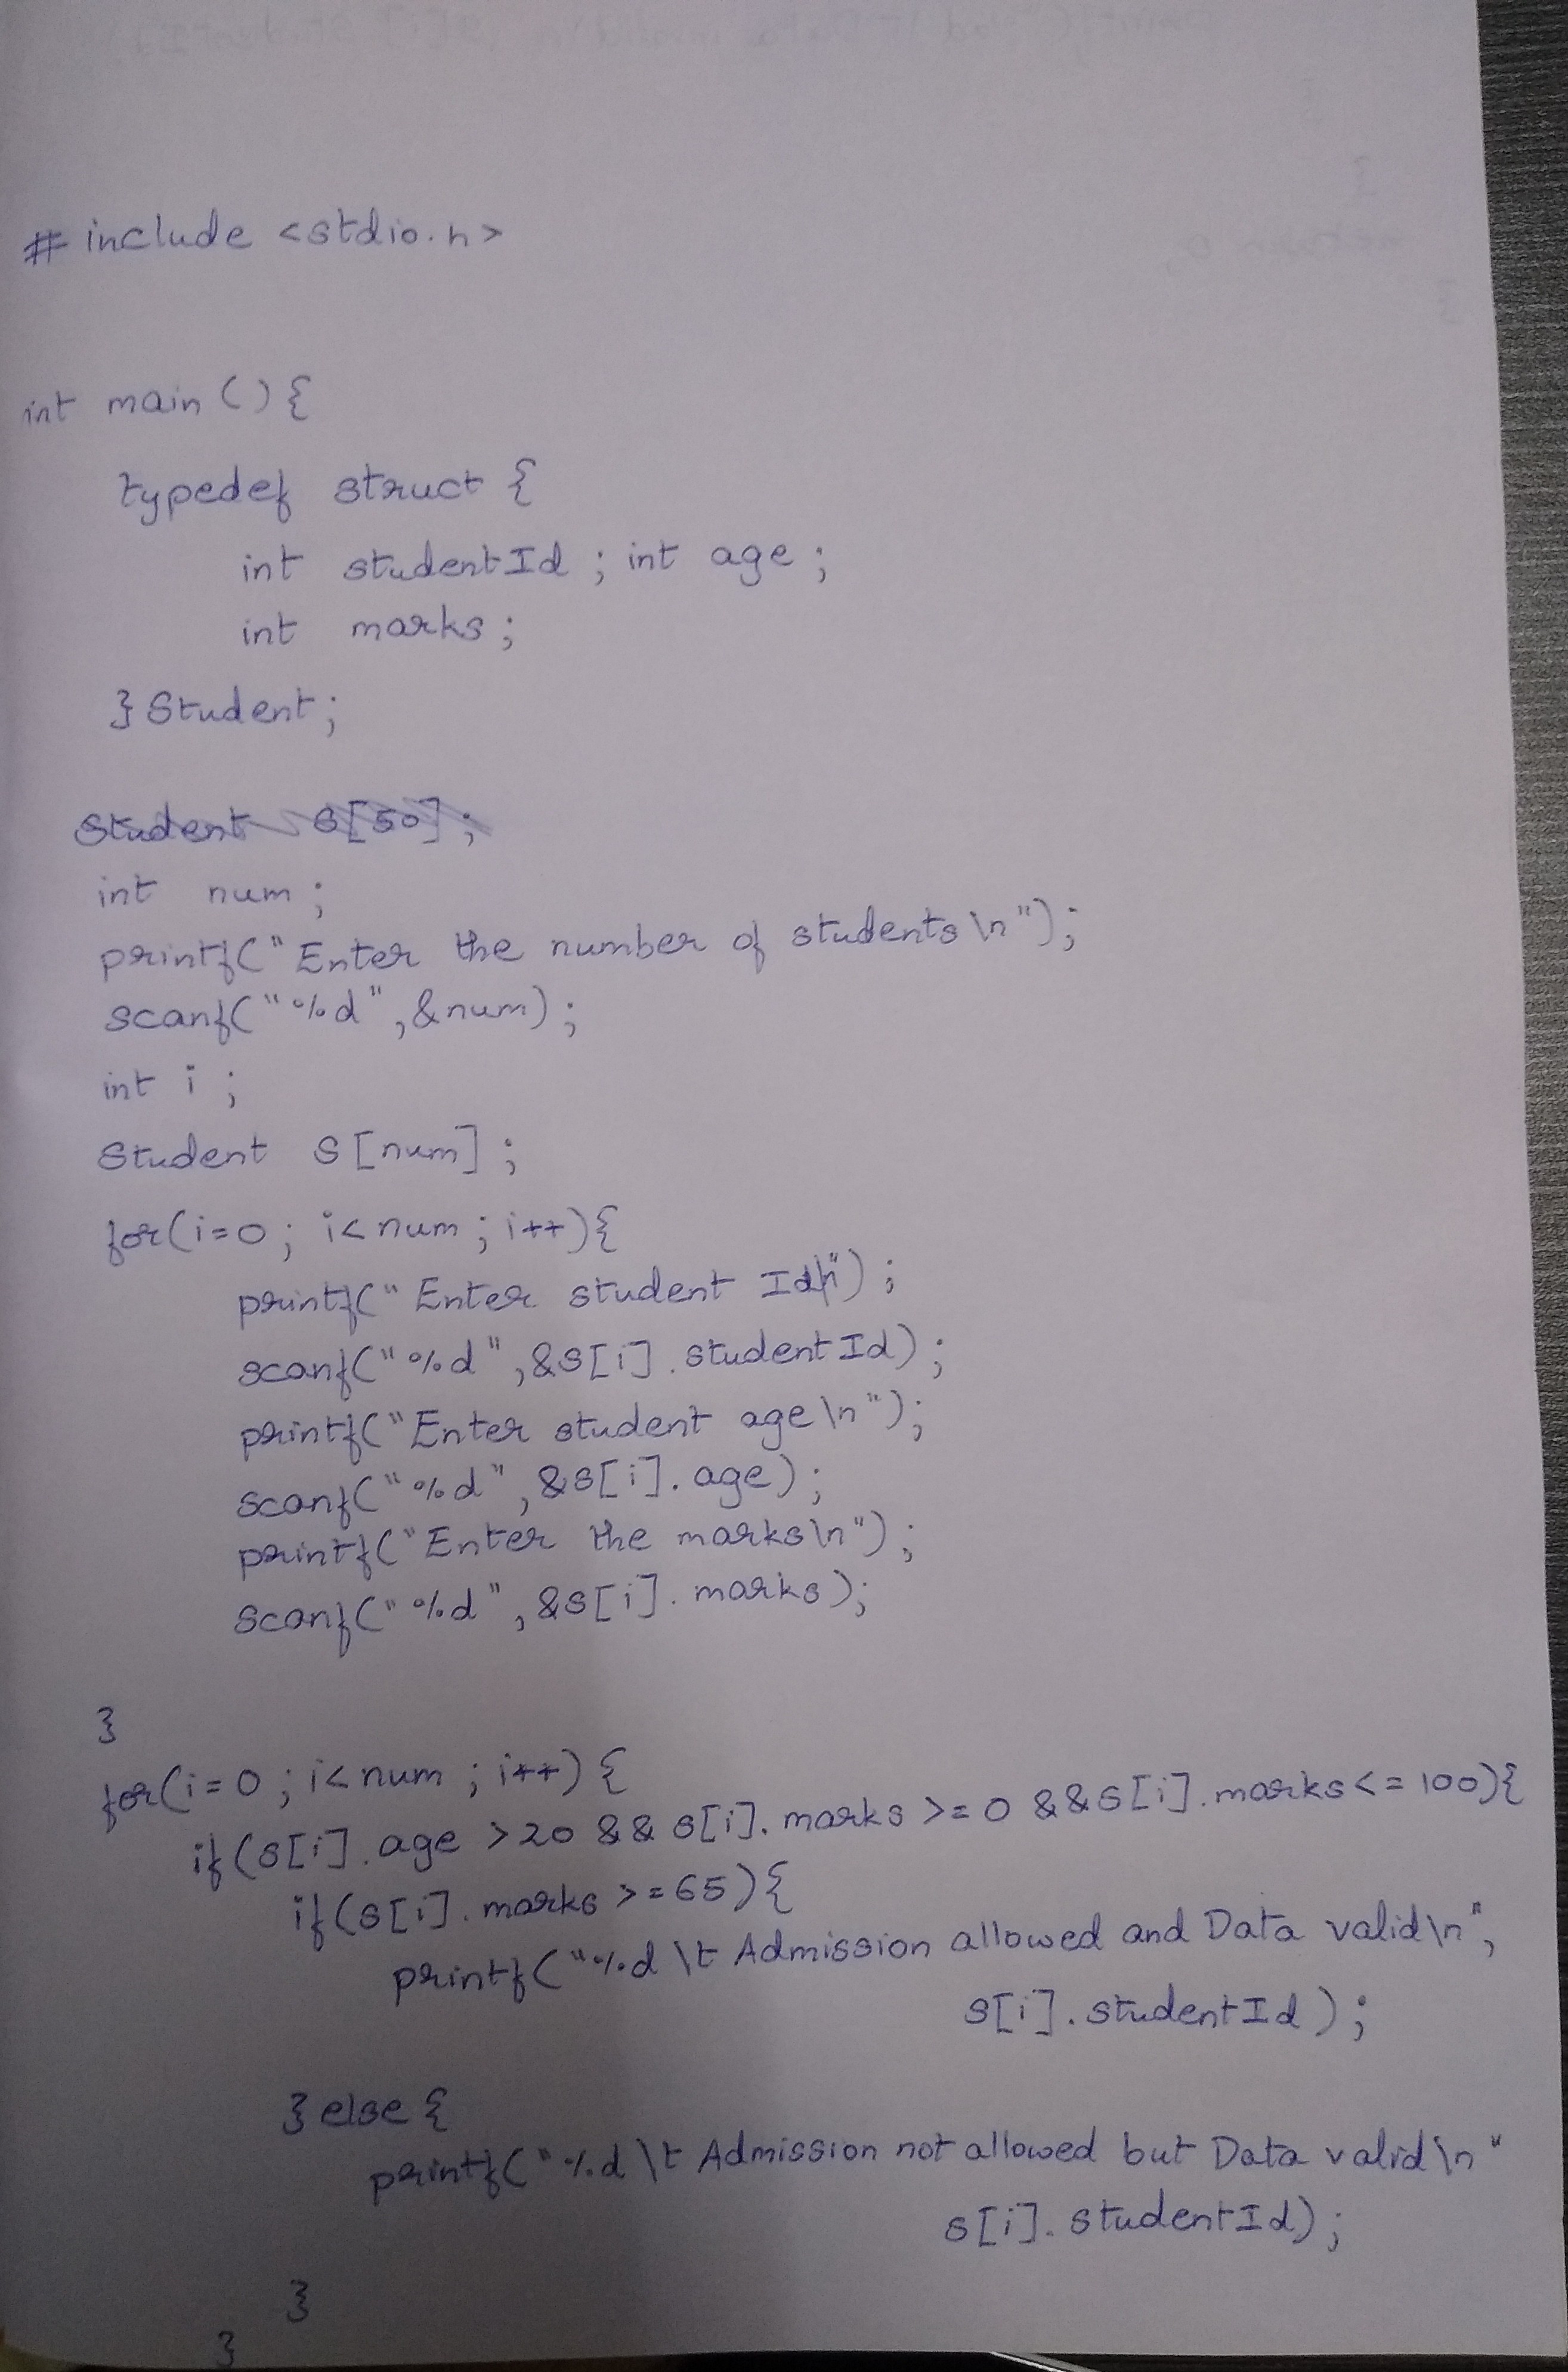 # include <stdio.h>
int main () {
typedef struct {
int studentId ; int age ;
int marks ;
} Student ;
Student s[50] ;
int num ;
printf(" Enter the number of students \n ") ;
scanf(" %d " , &num) ;
int i ;
Student s [num] ;
for(i=0 ; i< num ; i++){
printf(" Enter student Id\n") ;
scanf(" %d " , &s[i] . studentId) ;
printf("Enter student age \n ") ;
scanf(" %d " , &s[i] . age) ;
printf("Enter the marks \n") ;
scanf(" %d " , &s[i] . marks) ;
}
for(i=0 ; i< num ; i++) {
if(s[i] . age >20 && s[i] . marks >=0 && s[i] . marks <= 100){
if(s[i] . marks >=65){
printf("%d \t Admission allowed and Data valid\n" ,
s[i] . studentId ) ;
} else {
printf(" %d \t Admission not allowed but Data valid \n "
s[i] . studentId) ;
}
}